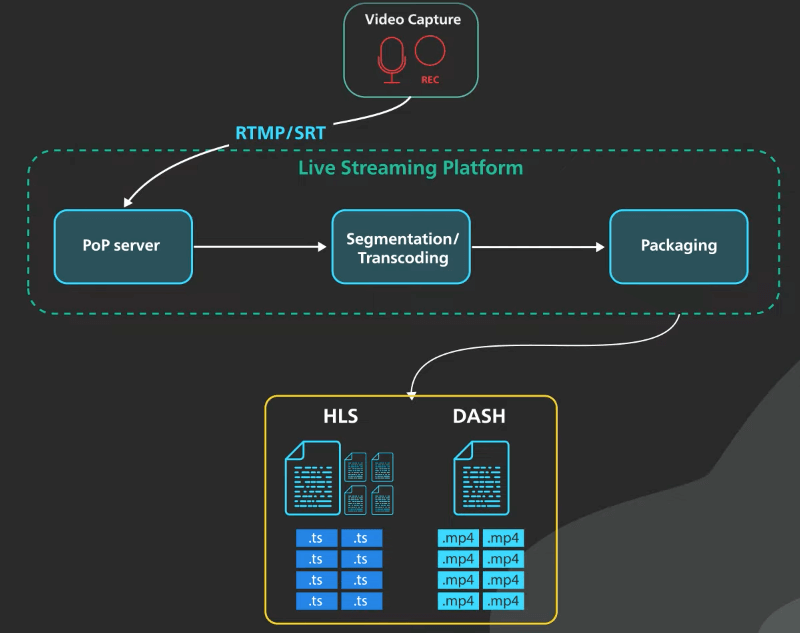 Video Capture
REC
RTMP/SRT
Live Streaming Platform
PoP server
Segmentation/
Transcoding
Packaging
HLS
DASH
.ts .ts
.ts .ts
.ts .ts
.ts .ts
.mp4 .mp4
.mp4 .mp4
.mp4 .mp4
.mp4 .mp4